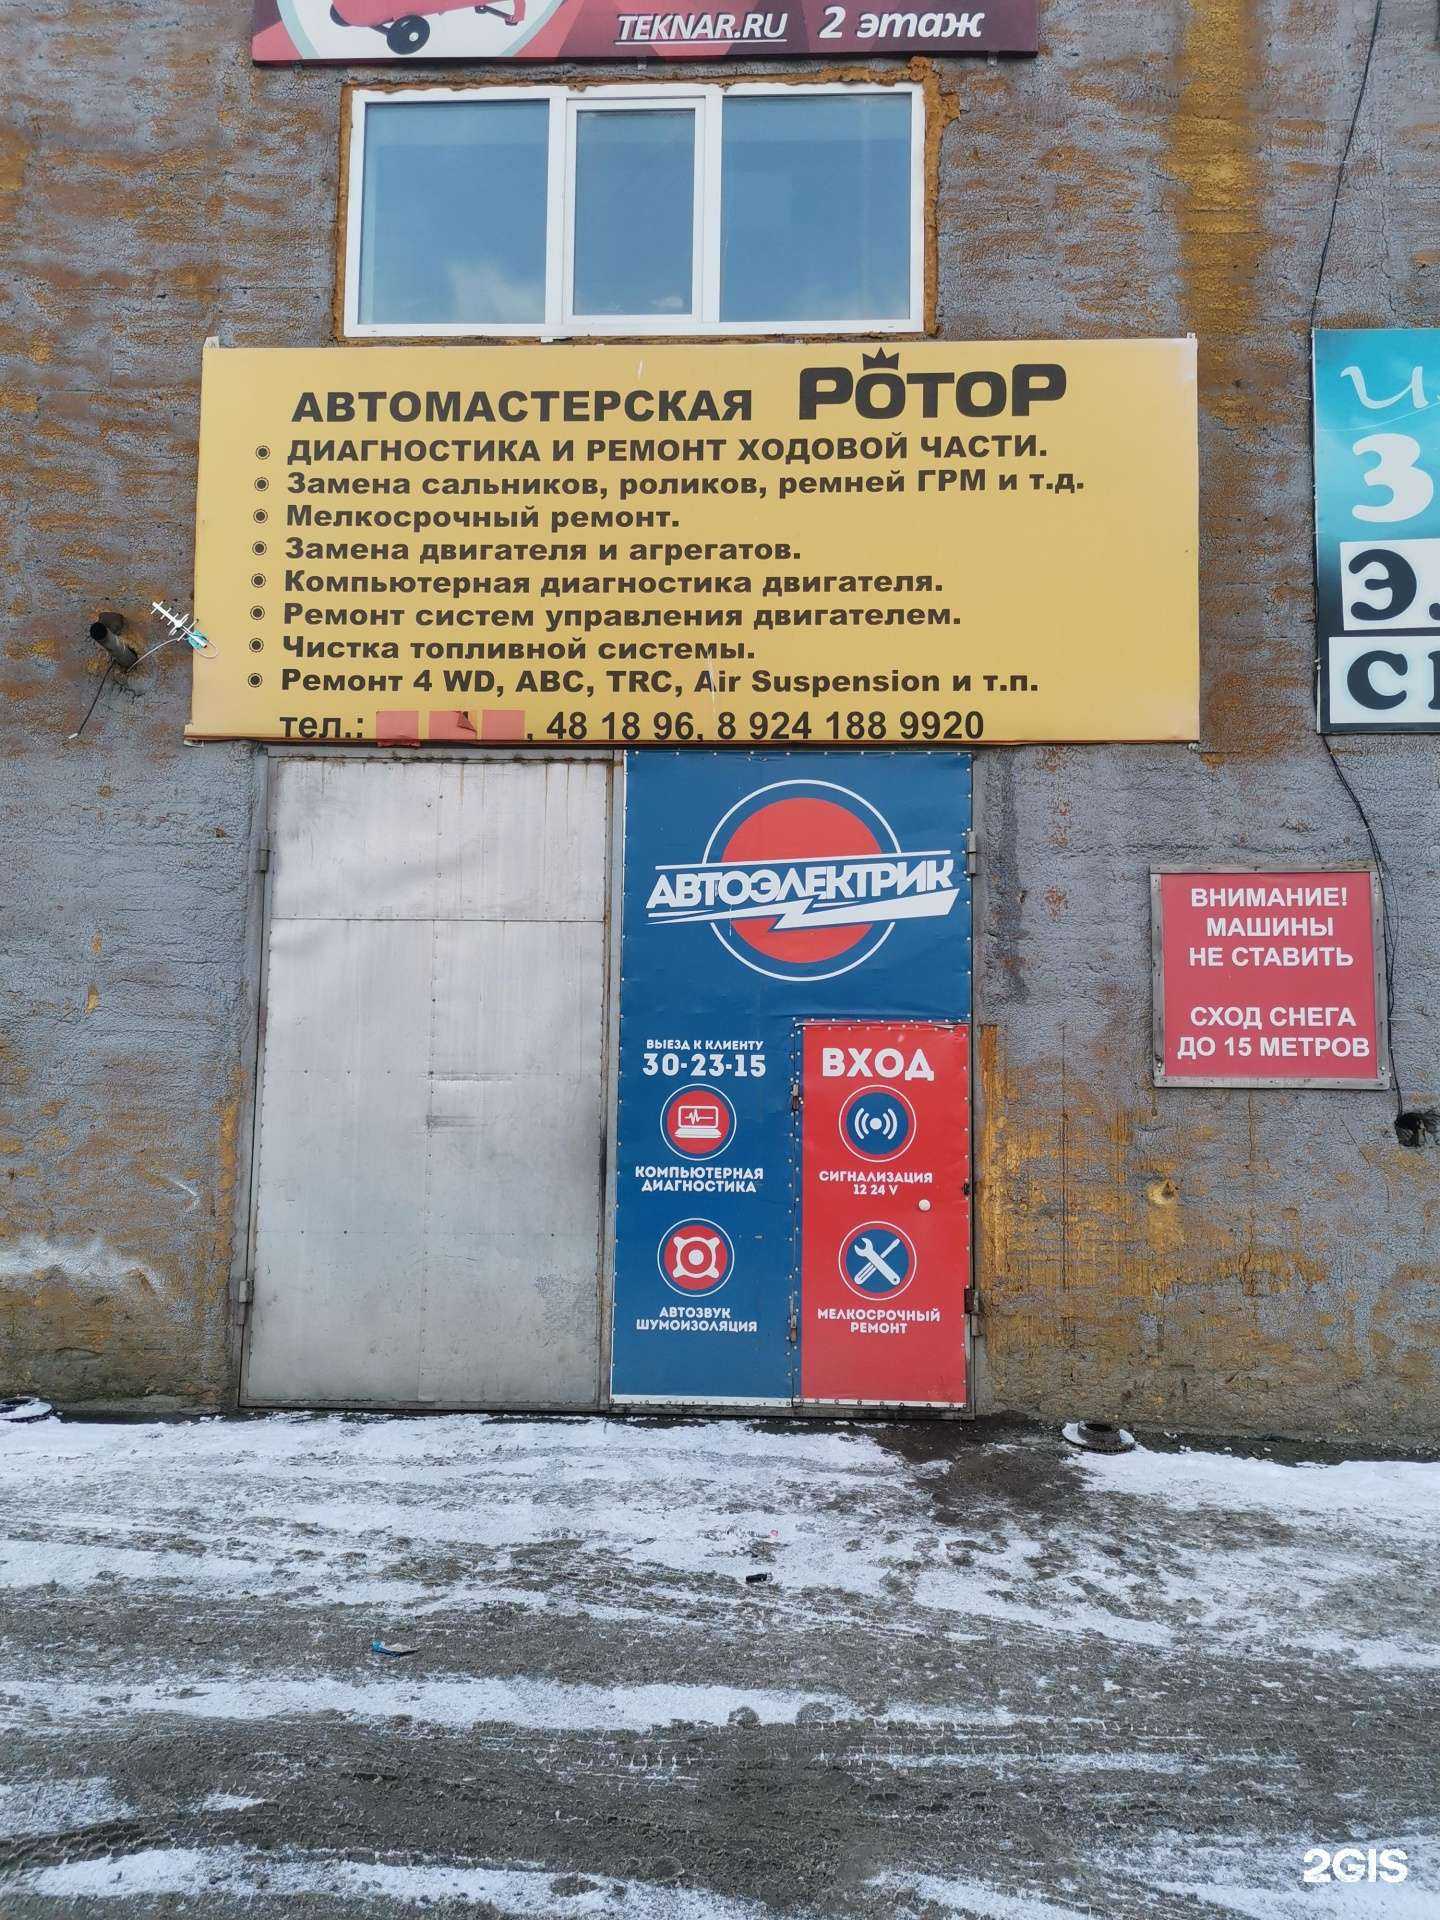 TEKNAR.RU 2 этаж
АВТОМАСТЕРСКАЯ РОТОР
ДИАГНОСТИКА И РЕМОНТ ХОДОВОЙ ЧАСТИ.
Замена сальников, роликов, ремней ГРМ и т.д.
Мелкосрочный ремонт.
Замена двигателя и агрегатов.
Компьютерная диагностика двигателя.
Ремонт систем управления двигателем.
Чистка топливной системы.
Ремонт 4 WD, ABC, TRC, Air Suspension и т.п.
тел.: , 48 18 96, 8 924 188 9920
АВТОЭЛЕКТРИК
ВЫЕЗД К КЛИЕНТУ
30-23-15
КОМПЬЮТЕРНАЯ
ДИАГНОСТИКА
АВТОЗВУК
ШУМОИЗОЛЯЦИЯ
ВХОД
СИГНАЛИЗАЦИЯ
12 24 V
МЕЛКОСРОЧНЫЙ
РЕМОНТ
ВНИМАНИЕ!
МАШИНЫ
НЕ СТАВИТЬ
СХОД СНЕГА
ДО 15 МЕТРОВ
2GIS